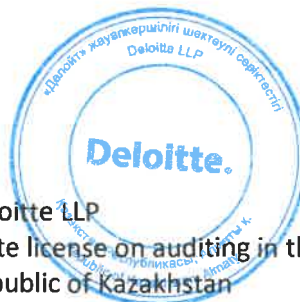 «Делойт» жауапкершілігі шектеулі серіктестігі
Deloitte LLP
Deloitte.
oitte LLP
te license on auditing in th
public of Kazakhstan